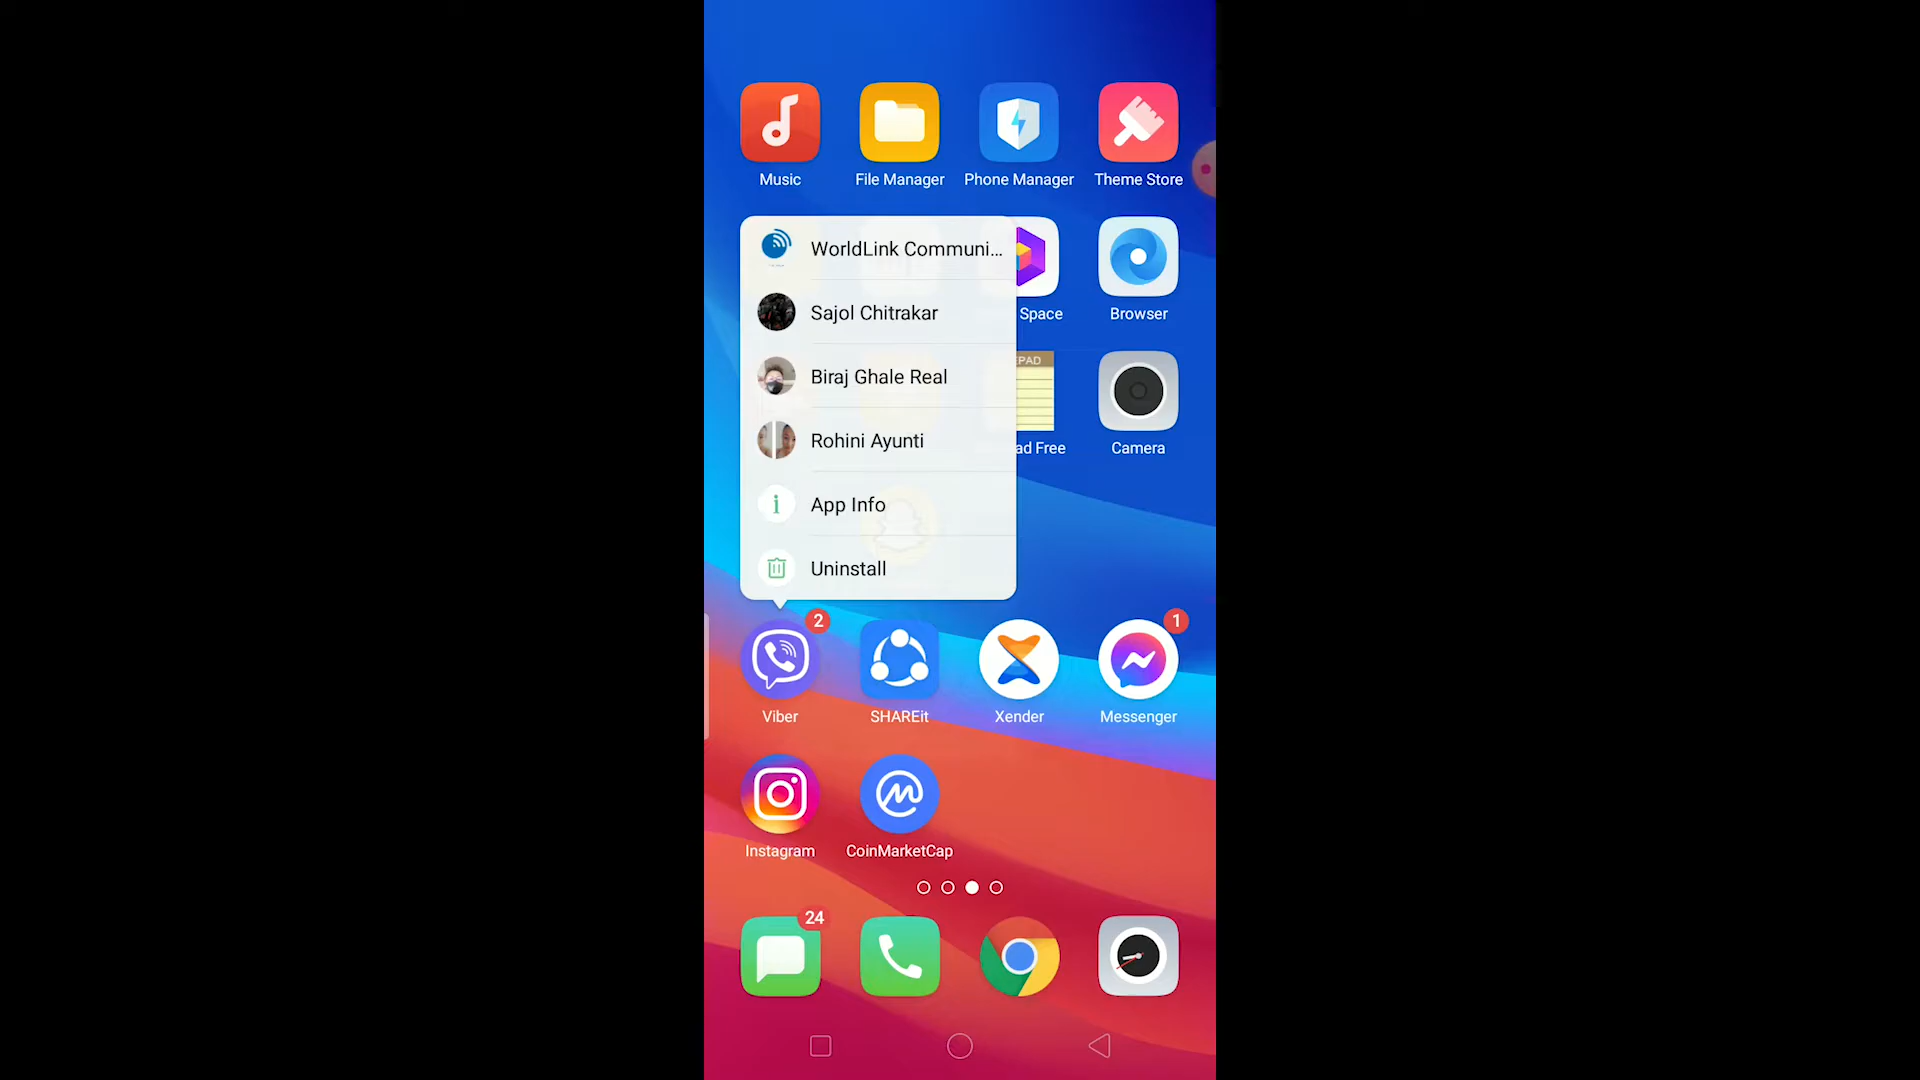 Music
File Manager
Phone Manager
Theme Store
WorldLink Communi...
Sajol Chitrakar
Space
Browser
EPAD
Biraj Ghale Real
Rohini Ayunti
ad Free
Camera
App Info
Uninstall
2
1
Viber
SHAREit
Xender
Messenger
Instagram
CoinMarketCap
24